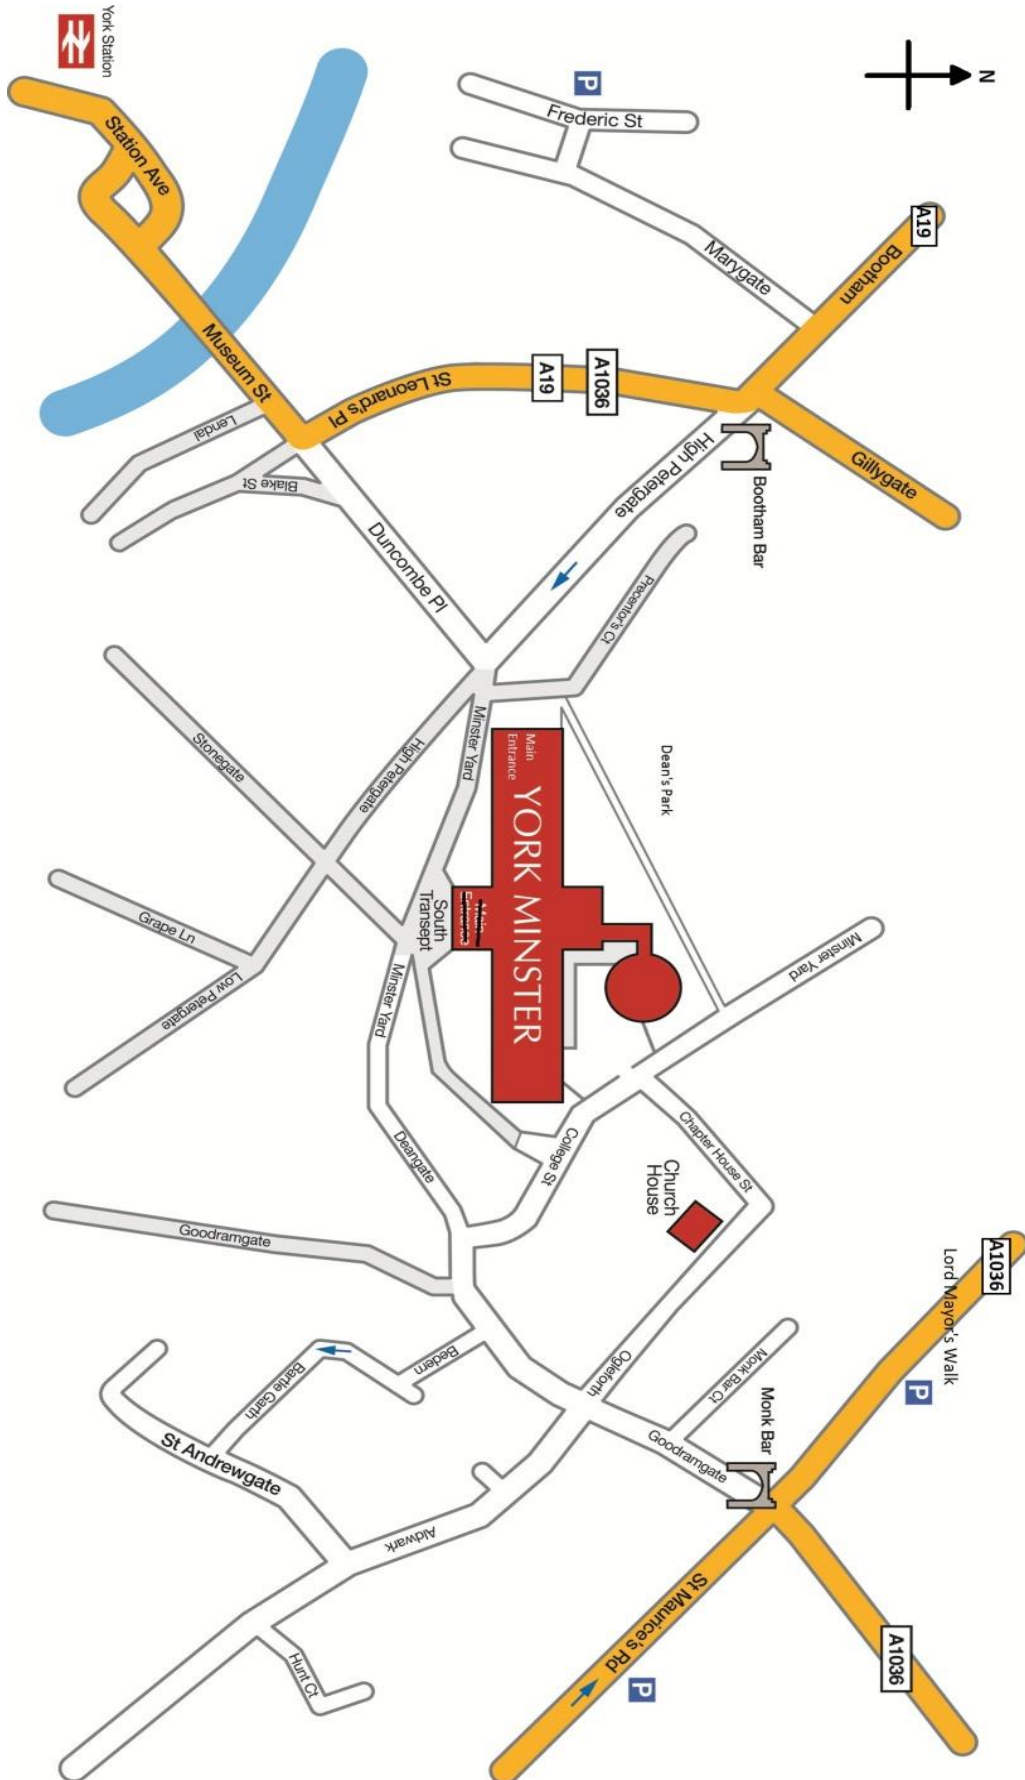 York Station
N
P
Frederic St
Station Ave
A19
Bootham
Marygate
Museum St
A1036
A19
St Leonard's Pl
Lendal
Blake St
High Petergate
Gillygate
Bootham Bar
Duncombe Pl
Precentor's Ct
Minster Yard
High Petergate
Stonegate
Main
Entrance
YORK MINSTER
Dean's Park
Main
Entrance
South
Transept
Grape Ln
Low Petergate
Minster Yard
Minster Yard
Deangate
College St
Chapter House St
Church
House
Goodramgate
A1036
Lord Mayor's Walk
P
Bedern
Bartle Garth
Ogleforth
Monk Bar Ct
Monk Bar
Goodramgate
St Andrewgate
Aldwark
St Maurice's Rd
A1036
Hunt Ct
P